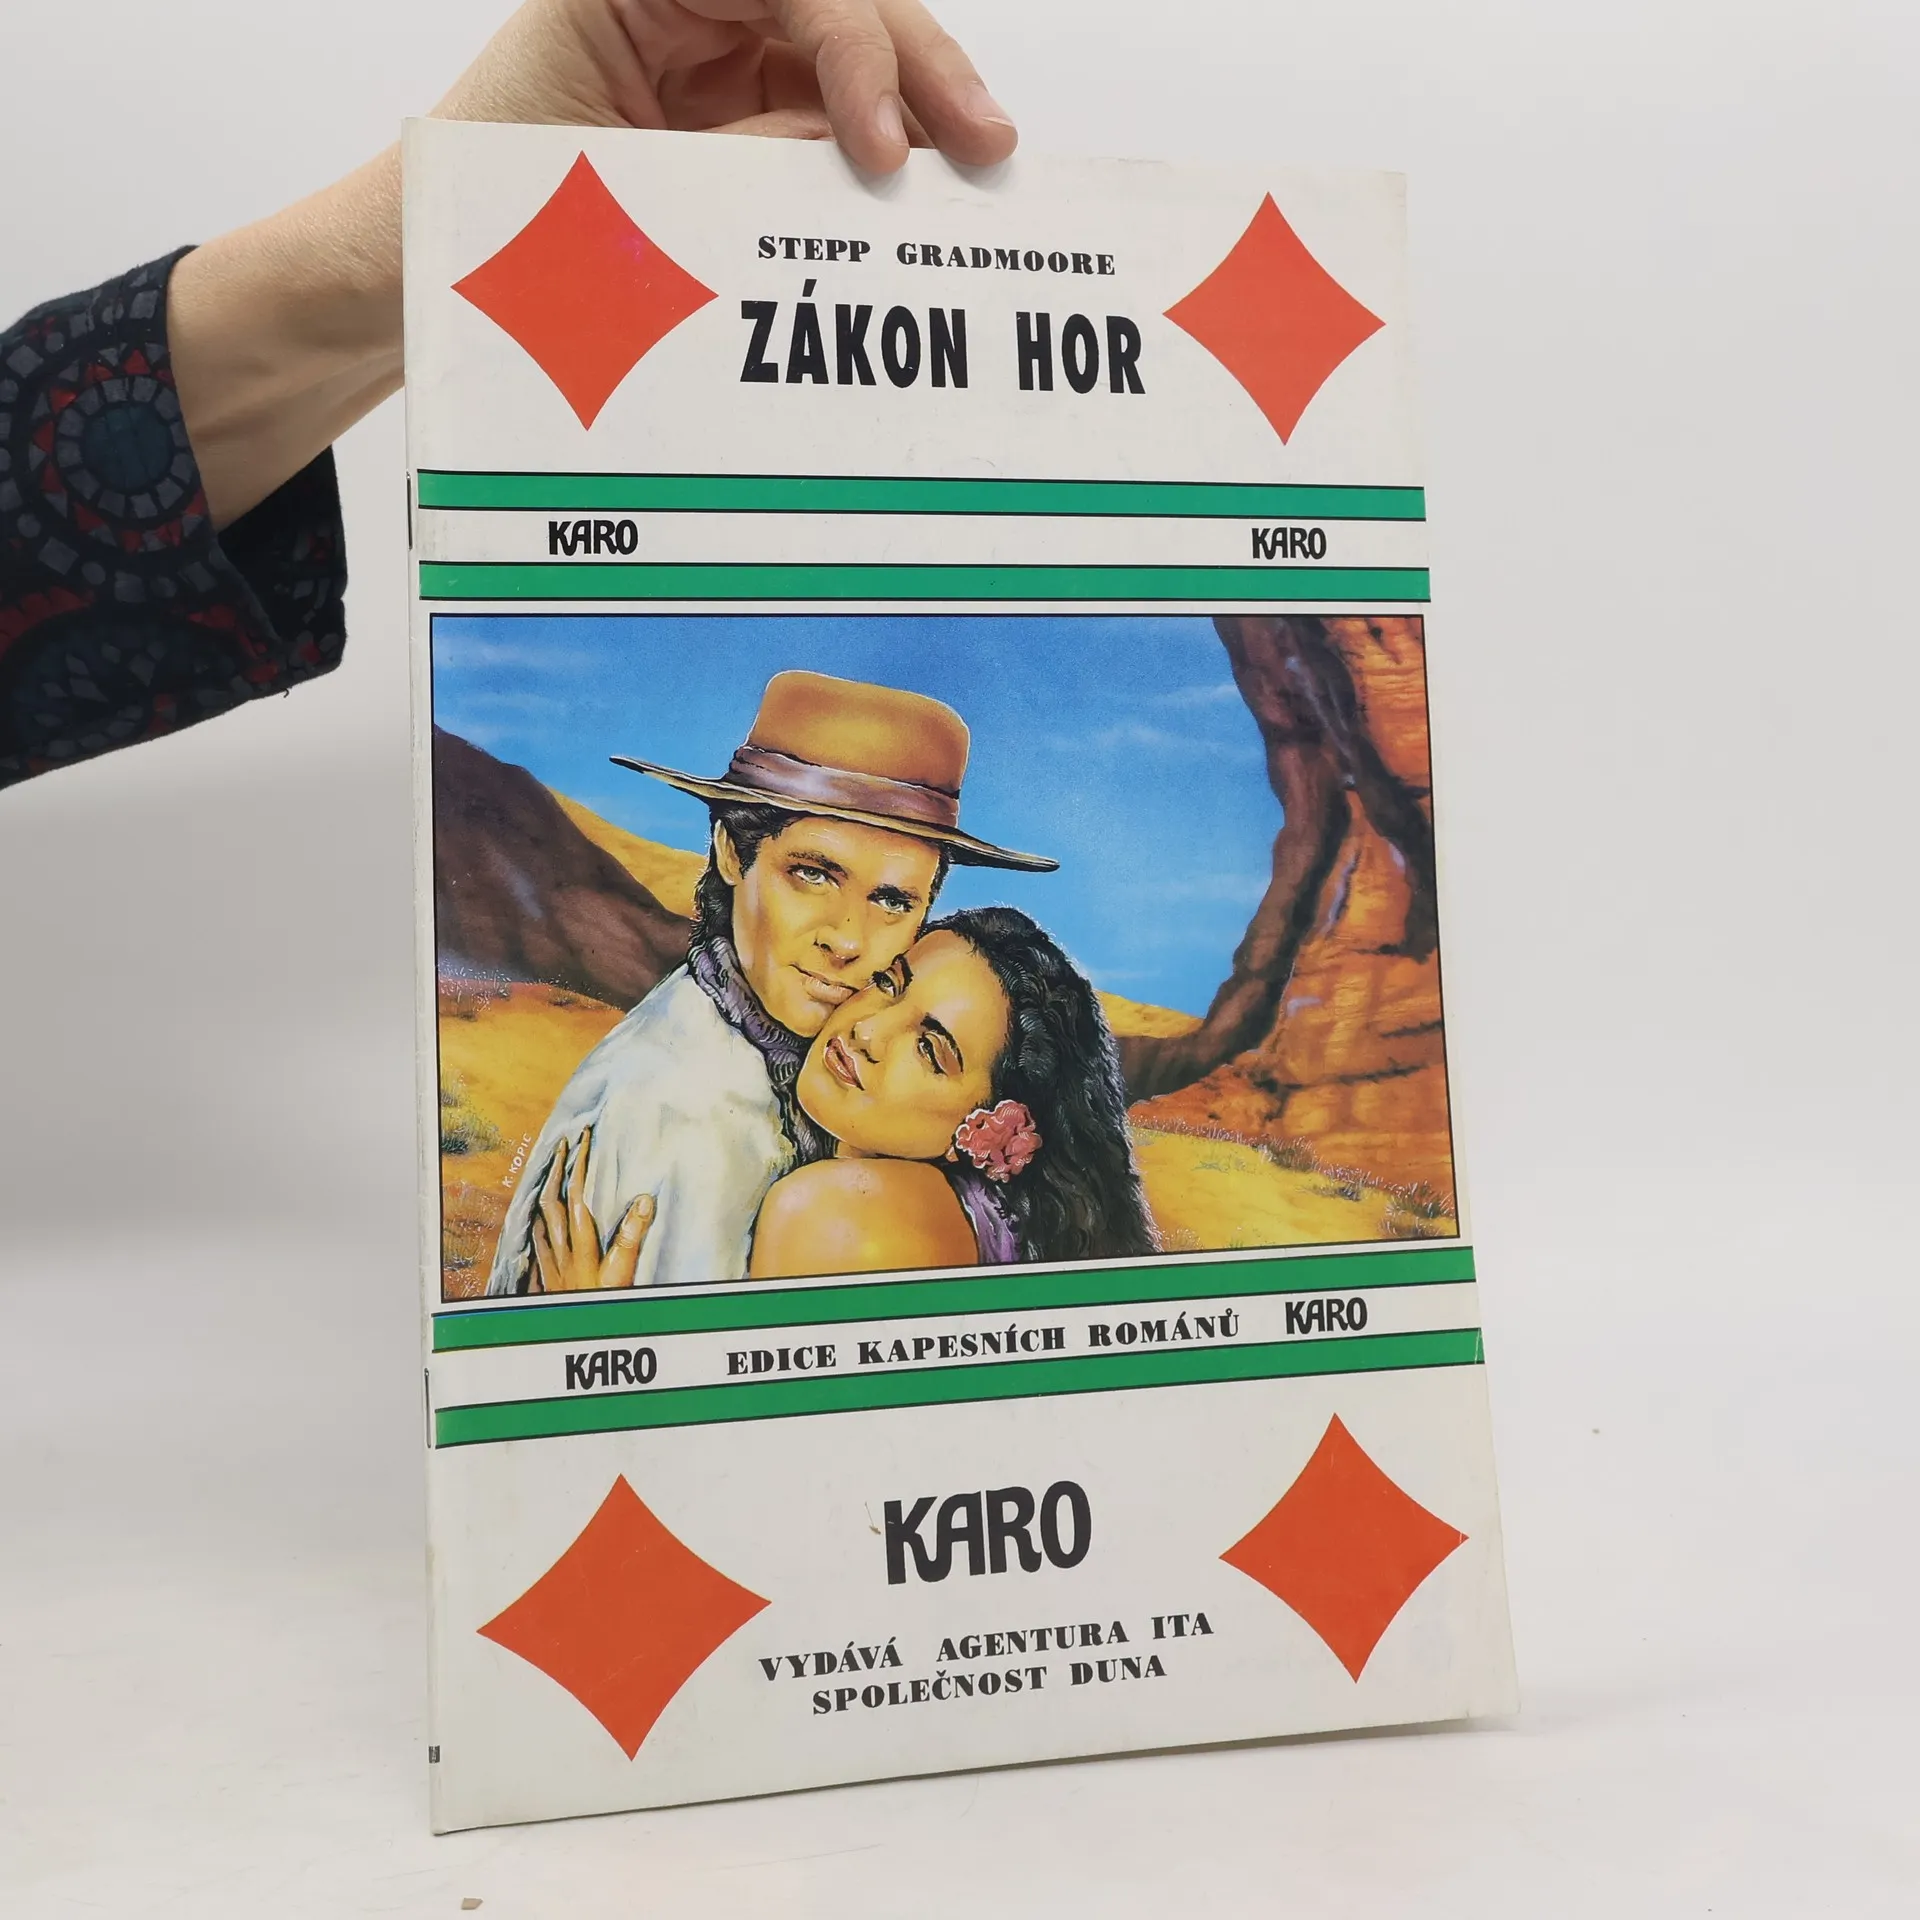 STEPP GRADMOORE
ZÁKON HOR
KARO KARO
K. KOPIC
KARO EDICE KAPESNÍCH ROMÁNŮ KARO
KARO
VYDÁVÁ AGENTURA ITA
SPOLEČNOST DUNA